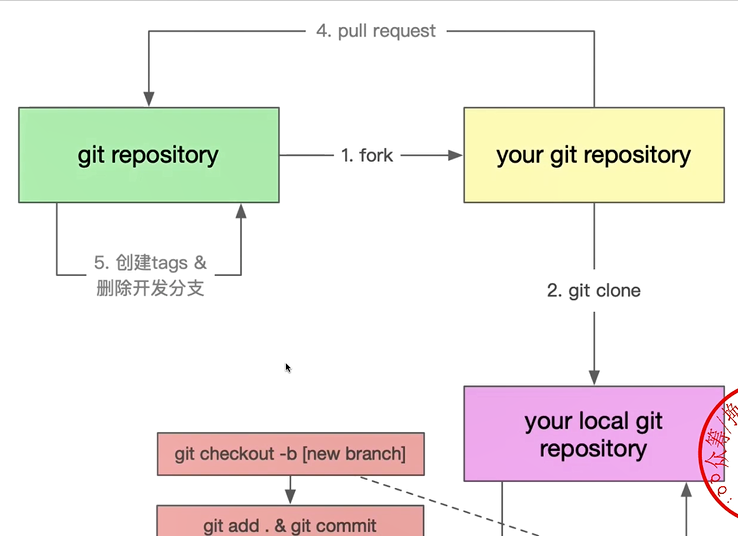 4. pull request
git repository
1. fork
your git repository
5. 创建tags &
删除开发分支
2. git clone
your local git
repository
git checkout -b [new branch]
git add . & git commit